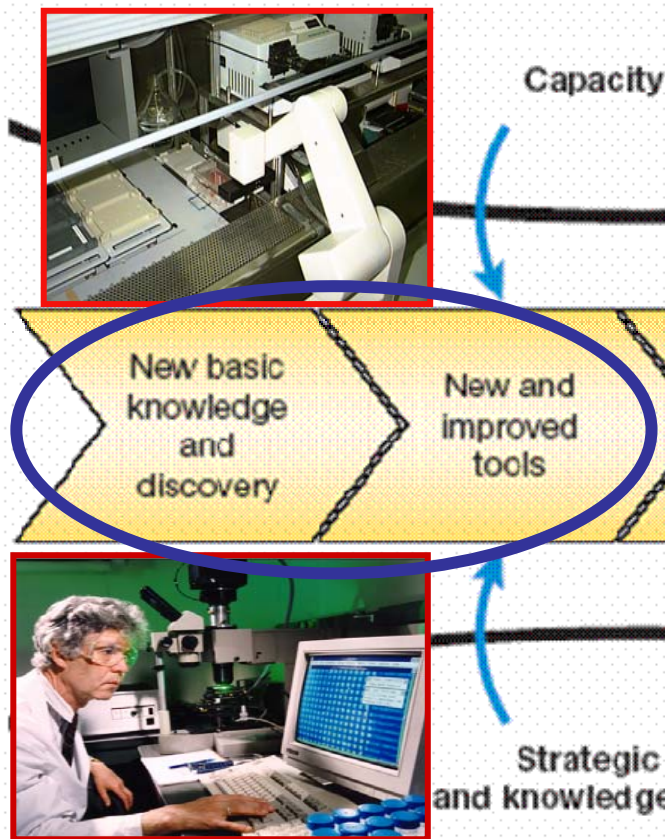 Capacity
New basic
knowledge
and
discovery
New and
improved
tools
Strategic
and knowledge